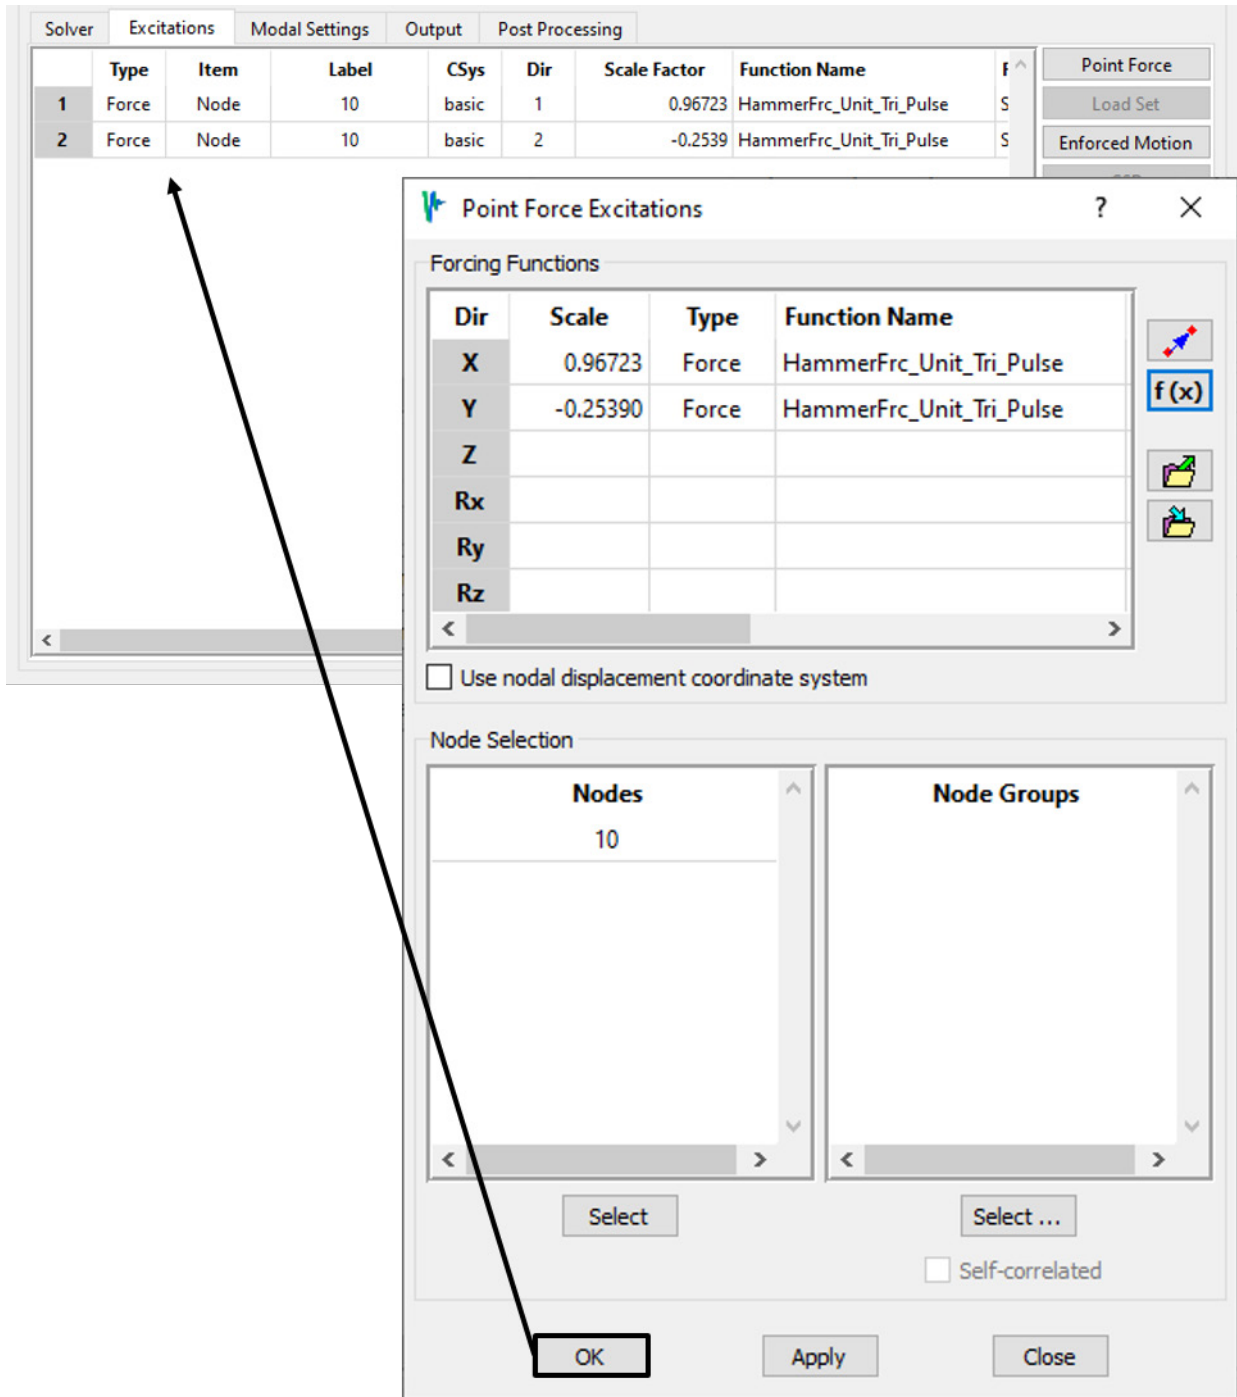 Solver Excitations Modal Settings Output Post Processing
Type Item Label CSys Dir Scale Factor Function Name
1 Force Node 10 basic 1 0.96723 HammerFrc_Unit_Tri_Pulse
2 Force Node 10 basic 2 -0.2539 HammerFrc_Unit_Tri_Pulse
Point Force
Load Set
Enforced Motion
Point Force Excitations ?
Forcing Functions
Dir Scale Type Function Name
X 0.96723 Force HammerFrc_Unit_Tri_Pulse
Y -0.25390 Force HammerFrc_Unit_Tri_Pulse
Z
Rx
Ry
Rz
f (x)
Use nodal displacement coordinate system
Node Selection
Nodes
10
Node Groups
Select
Select ...
Self-correlated
OK Apply Close